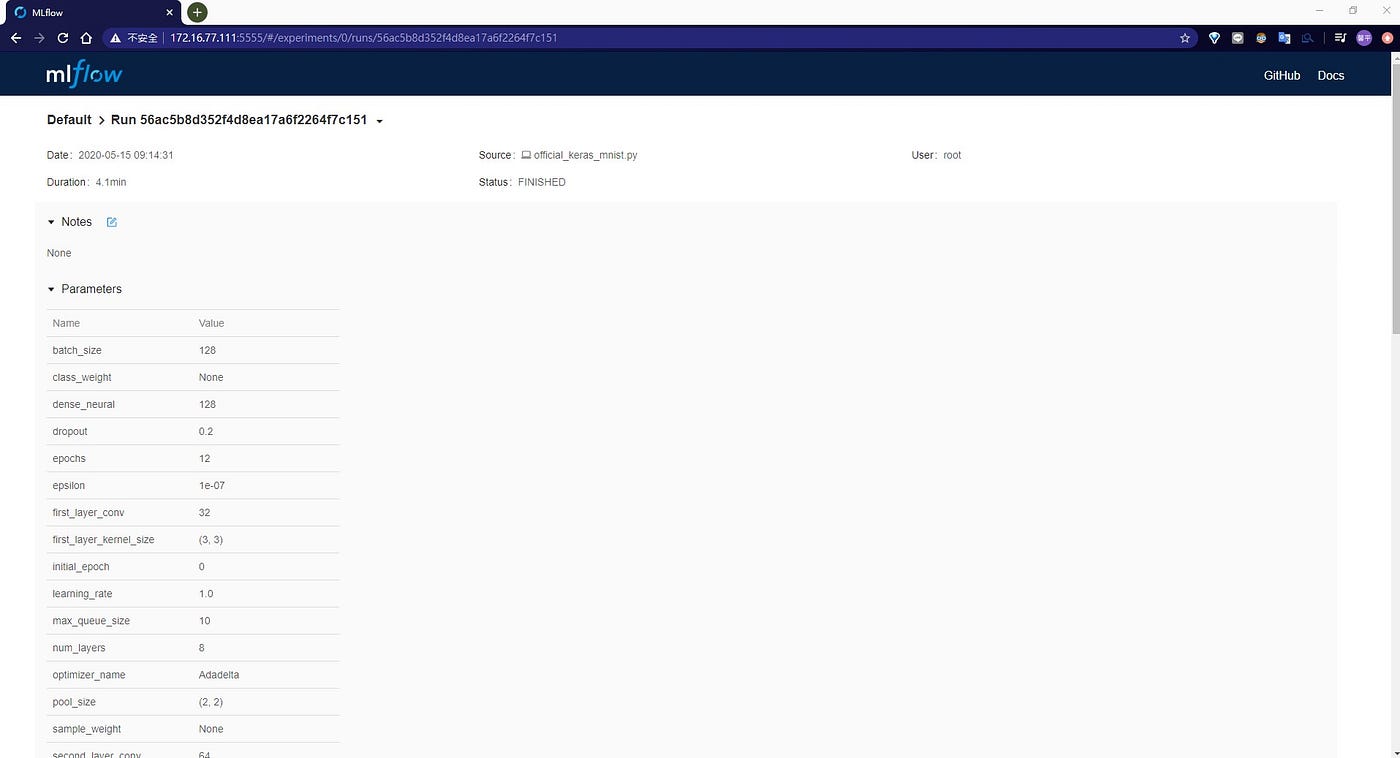 MLflow
不安全 172.16.77.111:5555/#/experiments/0/runs/56ac5b8d352f4d8ea17a6f2264f7c151
mlflow
GitHub Docs
Default > Run 56ac5b8d352f4d8ea17a6f2264f7c151
Date: 2020-05-15 09:14:31 Source: official_keras_mnist.py User: root
Duration: 4.1min Status: FINISHED
Notes
None
Parameters
Name Value
batch_size 128
class_weight None
dense_neural 128
dropout 0.2
epochs 12
epsilon 1e-07
first_layer_conv 32
first_layer_kernel_size (3, 3)
initial_epoch 0
learning_rate 1.0
max_queue_size 10
num_layers 8
optimizer_name Adadelta
pool_size (2, 2)
sample_weight None
second_layer_conv 64